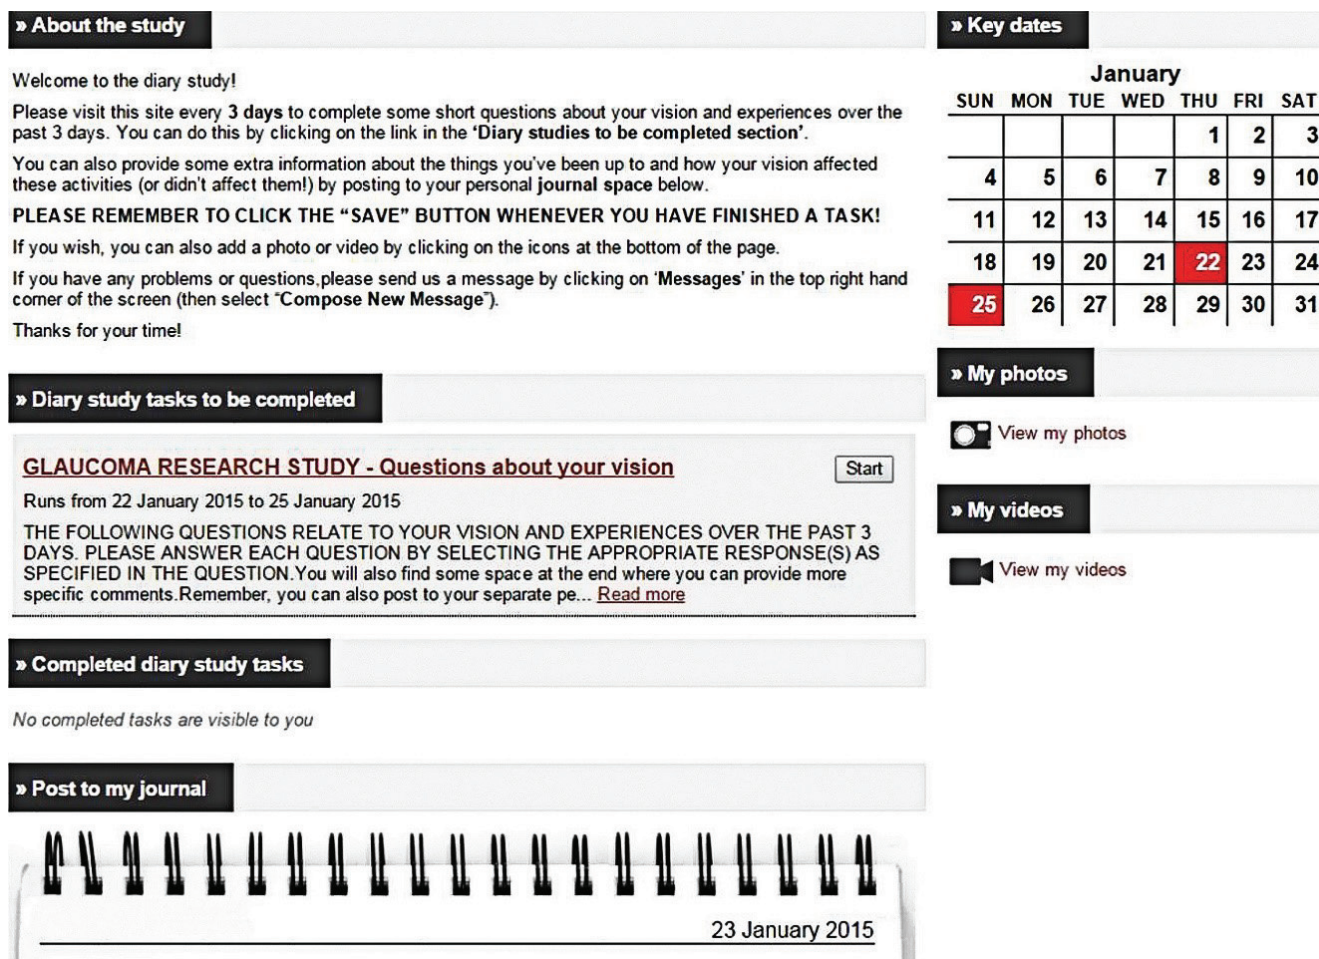 » About the study
Welcome to the diary study!
Please visit this site every 3 days to complete some short questions about your vision and experiences over the
past 3 days. You can do this by clicking on the link in the ‘Diary studies to be completed section’.
You can also provide some extra information about the things you’ve been up to and how your vision affected
these activities (or didn’t affect them!) by posting to your personal journal space below.
PLEASE REMEMBER TO CLICK THE “SAVE” BUTTON WHENEVER YOU HAVE FINISHED A TASK!
If you wish, you can also add a photo or video by clicking on the icons at the bottom of the page.
If you have any problems or questions,please send us a message by clicking on ‘Messages’ in the top right hand
corner of the screen (then select “Compose New Message”).
Thanks for your time!
» Diary study tasks to be completed
GLAUCOMA RESEARCH STUDY - Questions about your vision
Start
Runs from 22 January 2015 to 25 January 2015
THE FOLLOWING QUESTIONS RELATE TO YOUR VISION AND EXPERIENCES OVER THE PAST 3
DAYS. PLEASE ANSWER EACH QUESTION BY SELECTING THE APPROPRIATE RESPONSE(S) AS
SPECIFIED IN THE QUESTION.You will also find some space at the end where you can provide more
specific comments.Remember, you can also post to your separate pe... Read more
» Completed diary study tasks
No completed tasks are visible to you
» Post to my journal
23 January 2015
» Key dates
January
SUN MON TUE WED THU FRI SAT
1 2 3
4 5 6 7 8 9 10
11 12 13 14 15 16 17
18 19 20 21 22 23 24
25 26 27 28 29 30 31
» My photos
View my photos
» My videos
View my videos